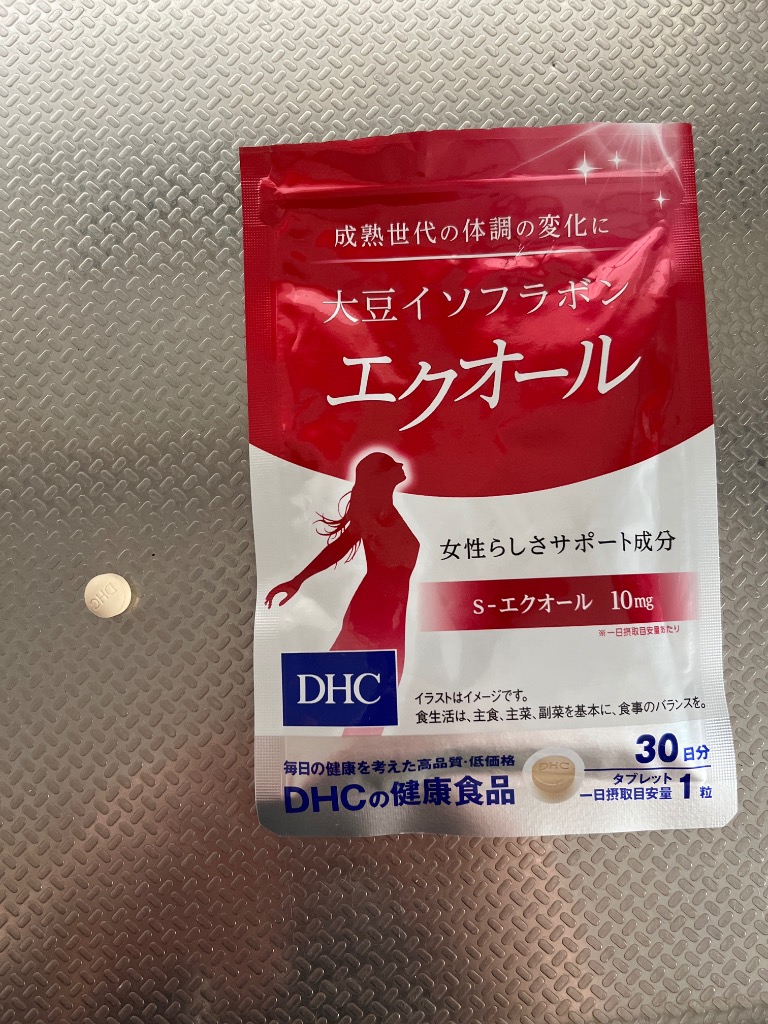 成熟世代の体調の変化に
大豆イソフラボン
エクオール
女性らしさサポート成分
S-エクオール 10mg
※一日摂取目安量あたり
DHC
イラストはイメージです。
食生活は、主食、主菜、副菜を基本に、食事のバランスを。
毎日の健康を考えた高品質・低価格
DHCの健康食品
DHC
30日分
タブレット
一日摂取目安量 1粒
DHC